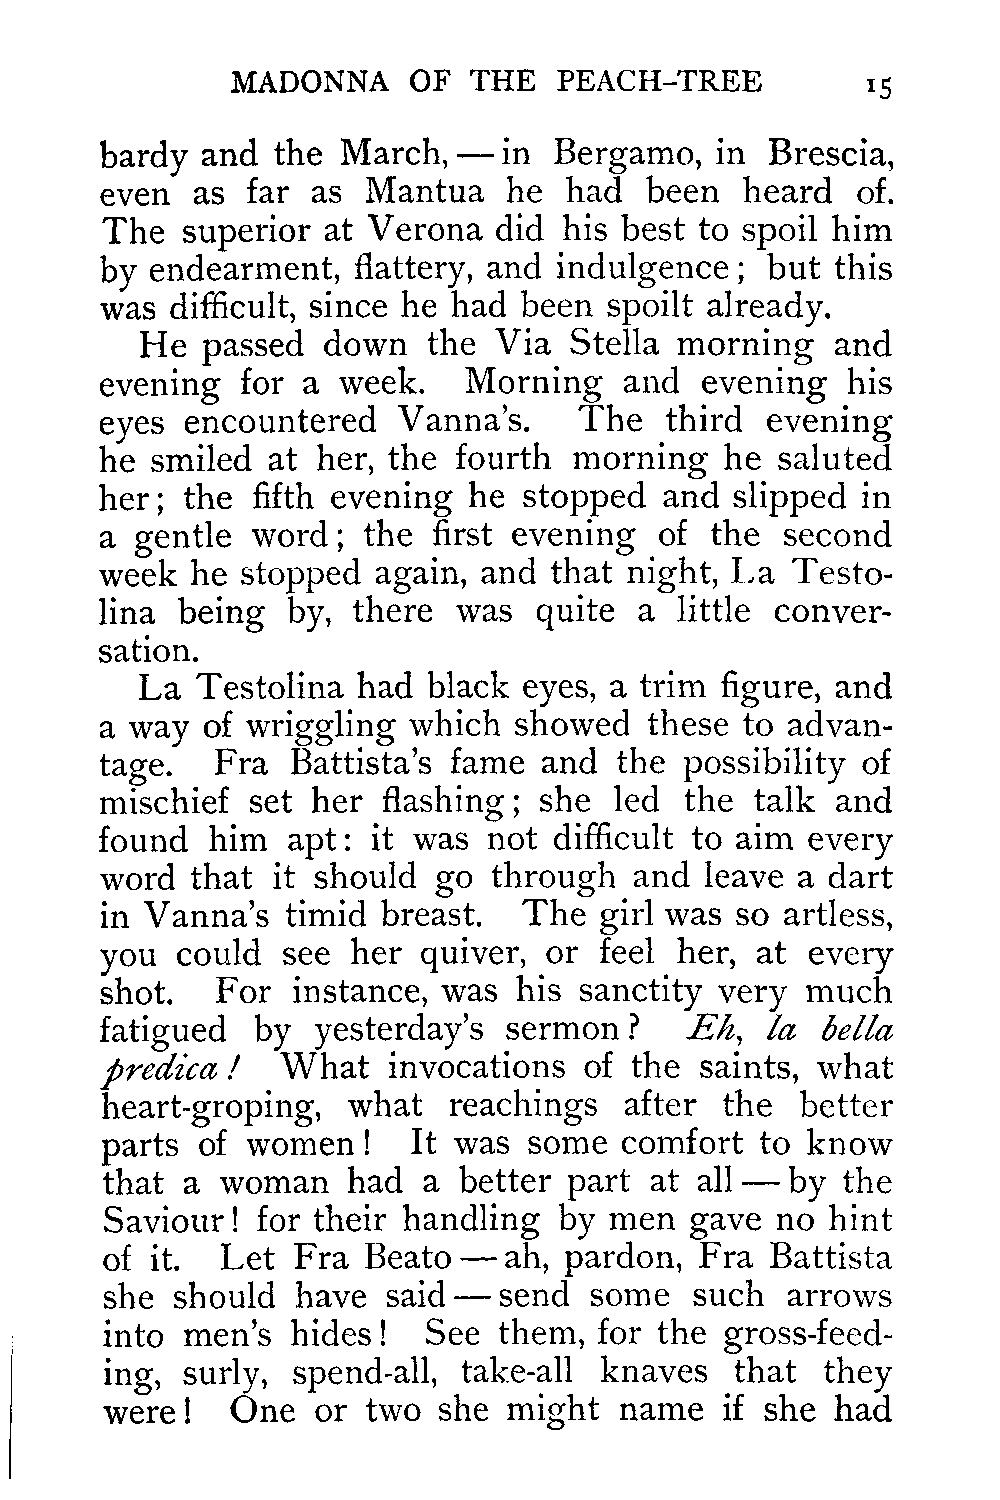 MADONNA OF THE PEACH-TREE 15
bardy and the March, — in Bergamo, in Brescia,
even as far as Mantua he had been heard of.
The superior at Verona did his best to spoil him
by endearment, flattery, and indulgence; but this
was difficult, since he had been spoilt already.
He passed down the Via Stella morning and
evening for a week. Morning and evening his
eyes encountered Vanna's. The third evening
he smiled at her, the fourth morning he saluted
her; the fifth evening he stopped and slipped in
a gentle word; the first evening of the second
week he stopped again, and that night, La Testo-
lina being by, there was quite a little conver-
sation.
La Testolina had black eyes, a trim figure, and
a way of wriggling which showed these to advan-
tage. Fra Battista's fame and the possibility of
mischief set her flashing; she led the talk and
found him apt: it was not difficult to aim every
word that it should go through and leave a dart
in Vanna's timid breast. The girl was so artless,
you could see her quiver, or feel her, at every
shot. For instance, was his sanctity very much
fatigued by yesterday's sermon? Eh, la bella
predica! What invocations of the saints, what
heart-groping, what reachings after the better
parts of women! It was some comfort to know
that a woman had a better part at all — by the
Saviour! for their handling by men gave no hint
of it. Let Fra Beato — ah, pardon, Fra Battista
she should have said — send some such arrows
into men's hides! See them, for the gross-feed-
ing, surly, spend-all, take-all knaves that they
were! One or two she might name if she had